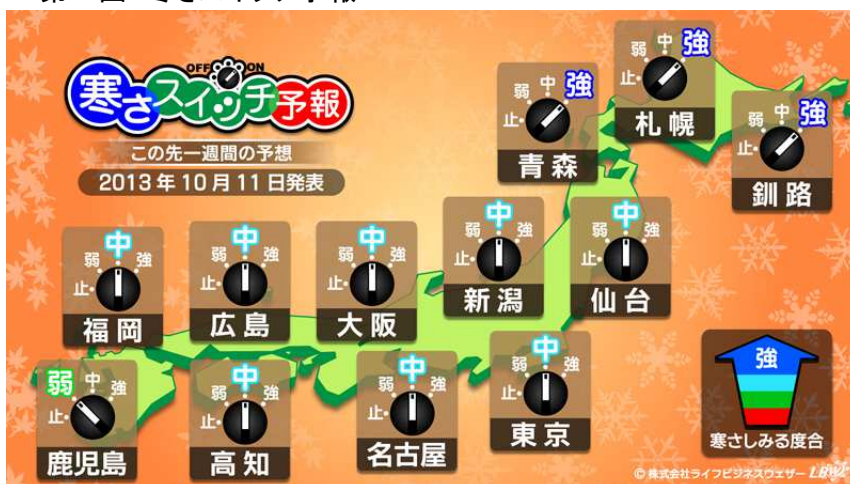 OFF ON
寒さスイッチ予報
この先一週間の予想
2013年10月11日発表
止 弱 中 強
札幌
止 弱 中 強
青森
止 弱 中 強
釧路
止 弱 中 強
福岡
止 弱 中 強
広島
止 弱 中 強
大阪
止 弱 中 強
新潟
止 弱 中 強
仙台
止 弱 中 強
鹿児島
止 弱 中 強
高知
止 弱 中 強
名古屋
止 弱 中 強
東京
強
寒さしみる度合
© 株式会社ライフビジネスウェザー LBW